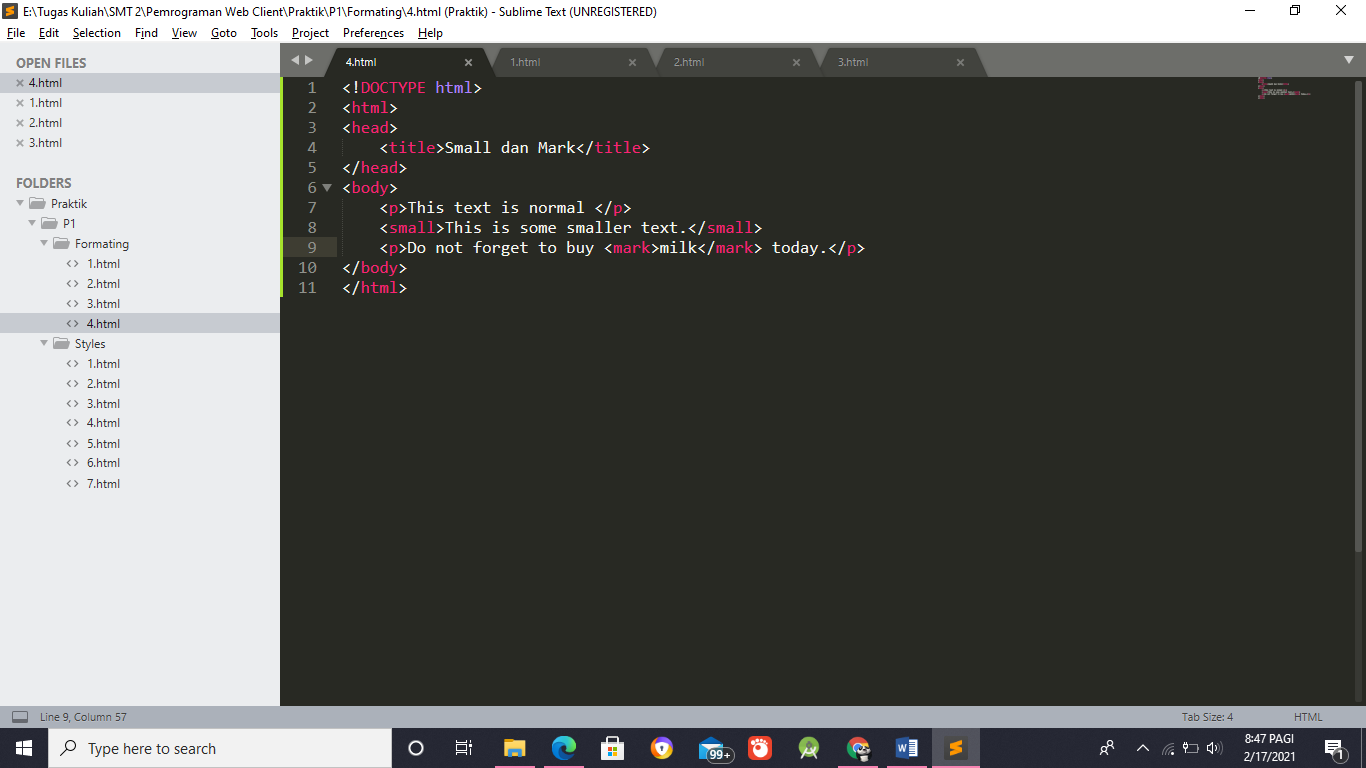 E:\Tugas Kuliah\SMT 2\Pemrograman Web Client\Praktik\P1\Formating\4.html (Praktik) - Sublime Text (UNREGISTERED)
File Edit Selection Find View Goto Tools Project Preferences Help
OPEN FILES
4.html
1.html
2.html
3.html
FOLDERS
Praktik
P1
Formating
1.html
2.html
3.html
4.html
Styles
1.html
2.html
3.html
4.html
5.html
6.html
7.html
4.html 1.html 2.html 3.html
1 <!DOCTYPE html>
2 <html>
3 <head>
4 <title>Small dan Mark</title>
5 </head>
6 <body>
7 <p>This text is normal </p>
8 <small>This is some smaller text.</small>
9 <p>Do not forget to buy <mark>milk</mark> today.</p>
10 </body>
11 </html>
Line 9, Column 57 Tab Size: 4 HTML
Type here to search
99+
8:47 PAGI
2/17/2021
1